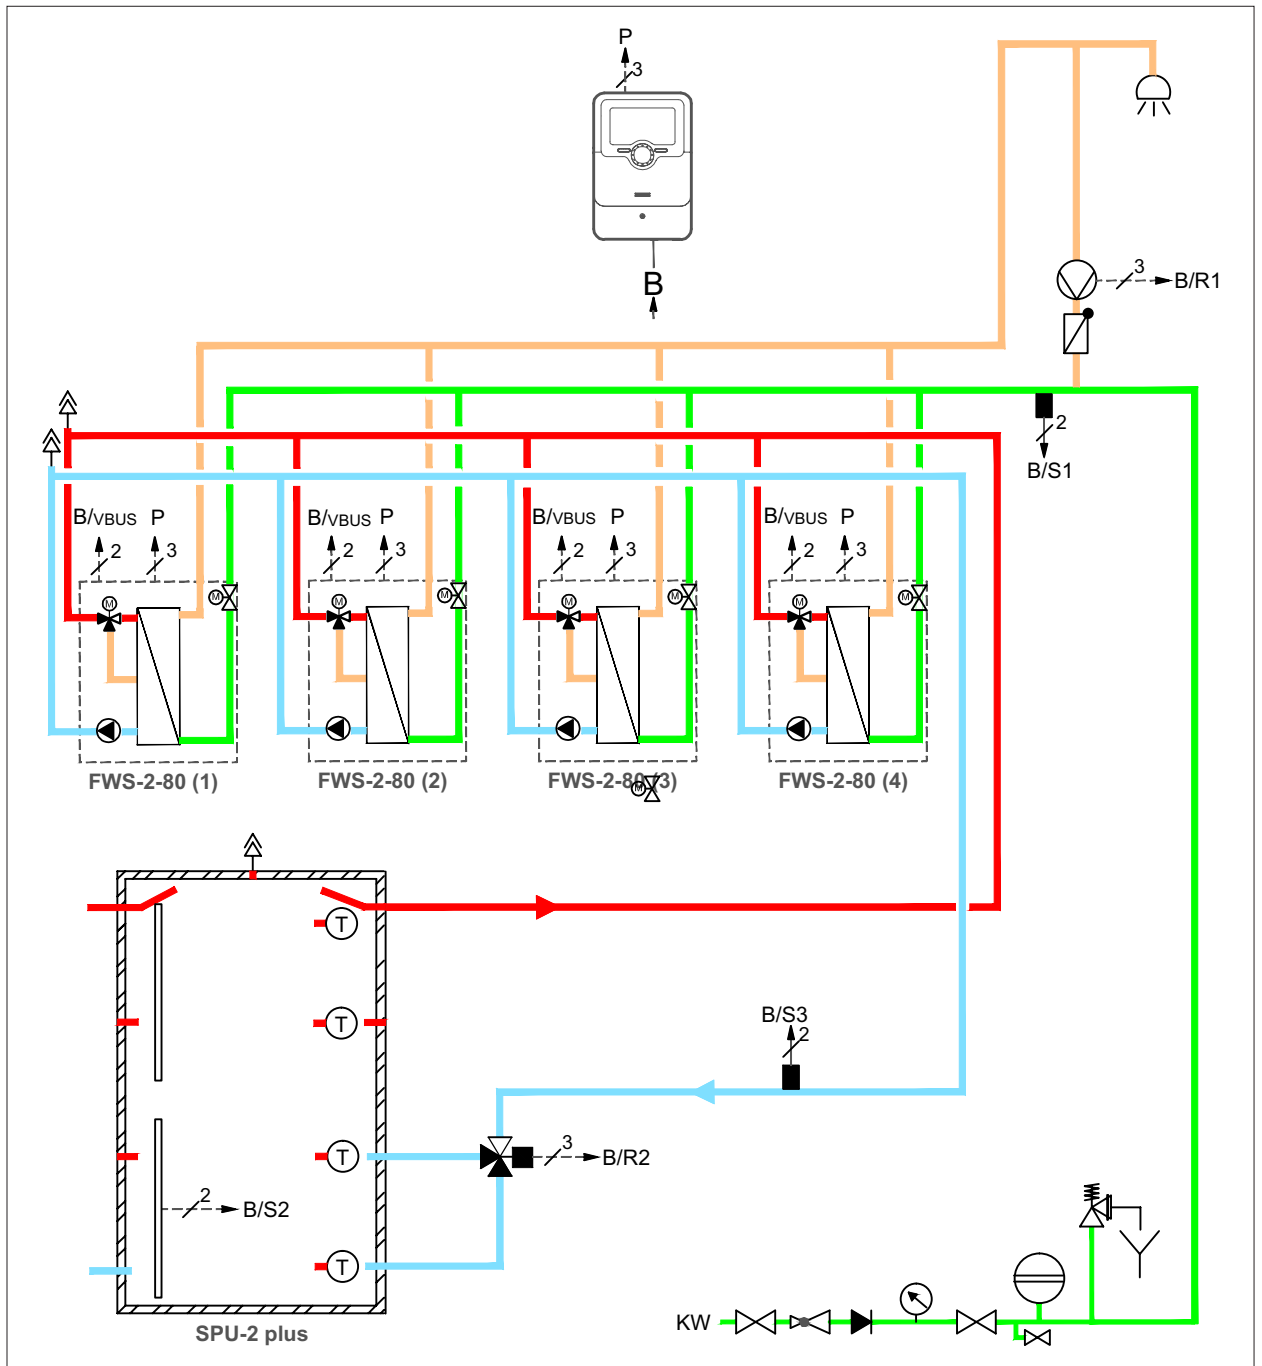 P
3
B
3
B/R1
2
B/S1
B/VBUS P
2 3
B/VBUS P
2 3
B/VBUS P
2 3
B/VBUS P
2 3
M
M
M
M
M
M
M
M
FWS-2-80 (1)
FWS-2-80 (2)
FWS-2-80 (3)
FWS-2-80 (4)
M
T
T
B/S3
2
T
3
B/R2
2
B/S2
T
KW
SPU-2 plus